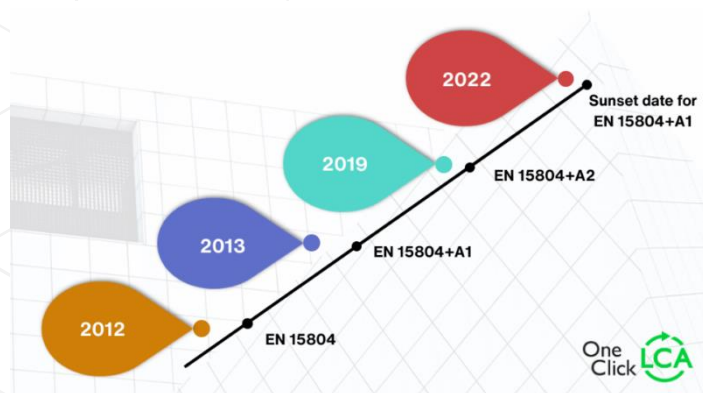 2022
Sunset date for
EN 15804+A1
2019
EN 15804+A2
2013
EN 15804+A1
2012
EN 15804
One
Click LCA